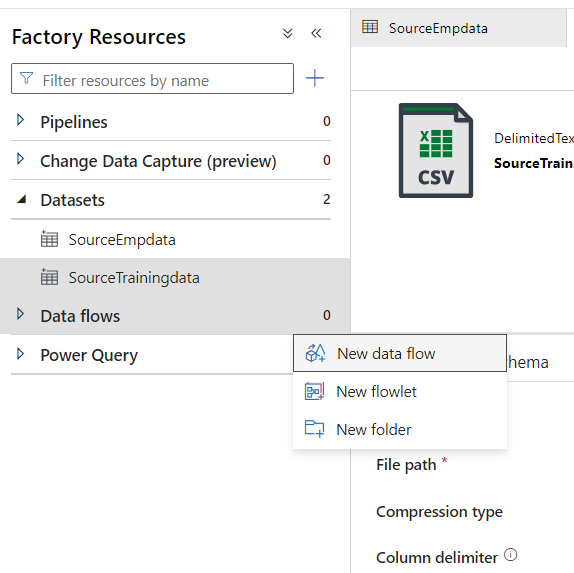 Factory Resources
Filter resources by name
Pipelines 0
Change Data Capture (preview) 0
Datasets 2
SourceEmpdata
SourceTrainingdata
Data flows 0
Power Query
New data flow
New flowlet
New folder
SourceEmpdata
X
CSV
DelimitedTex
SourceTrain
hema
File path *
Compression type
Column delimiter